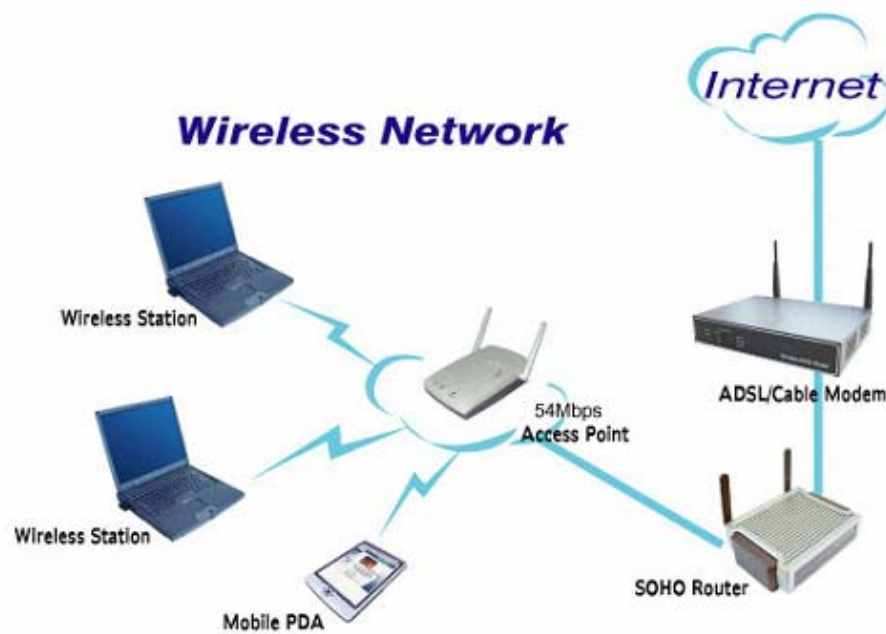 Internet
Wireless Network
Wireless Station
ADSL/Cable Modem
54Mbps
Access Point
Wireless Station
SOHO Router
Mobile PDA